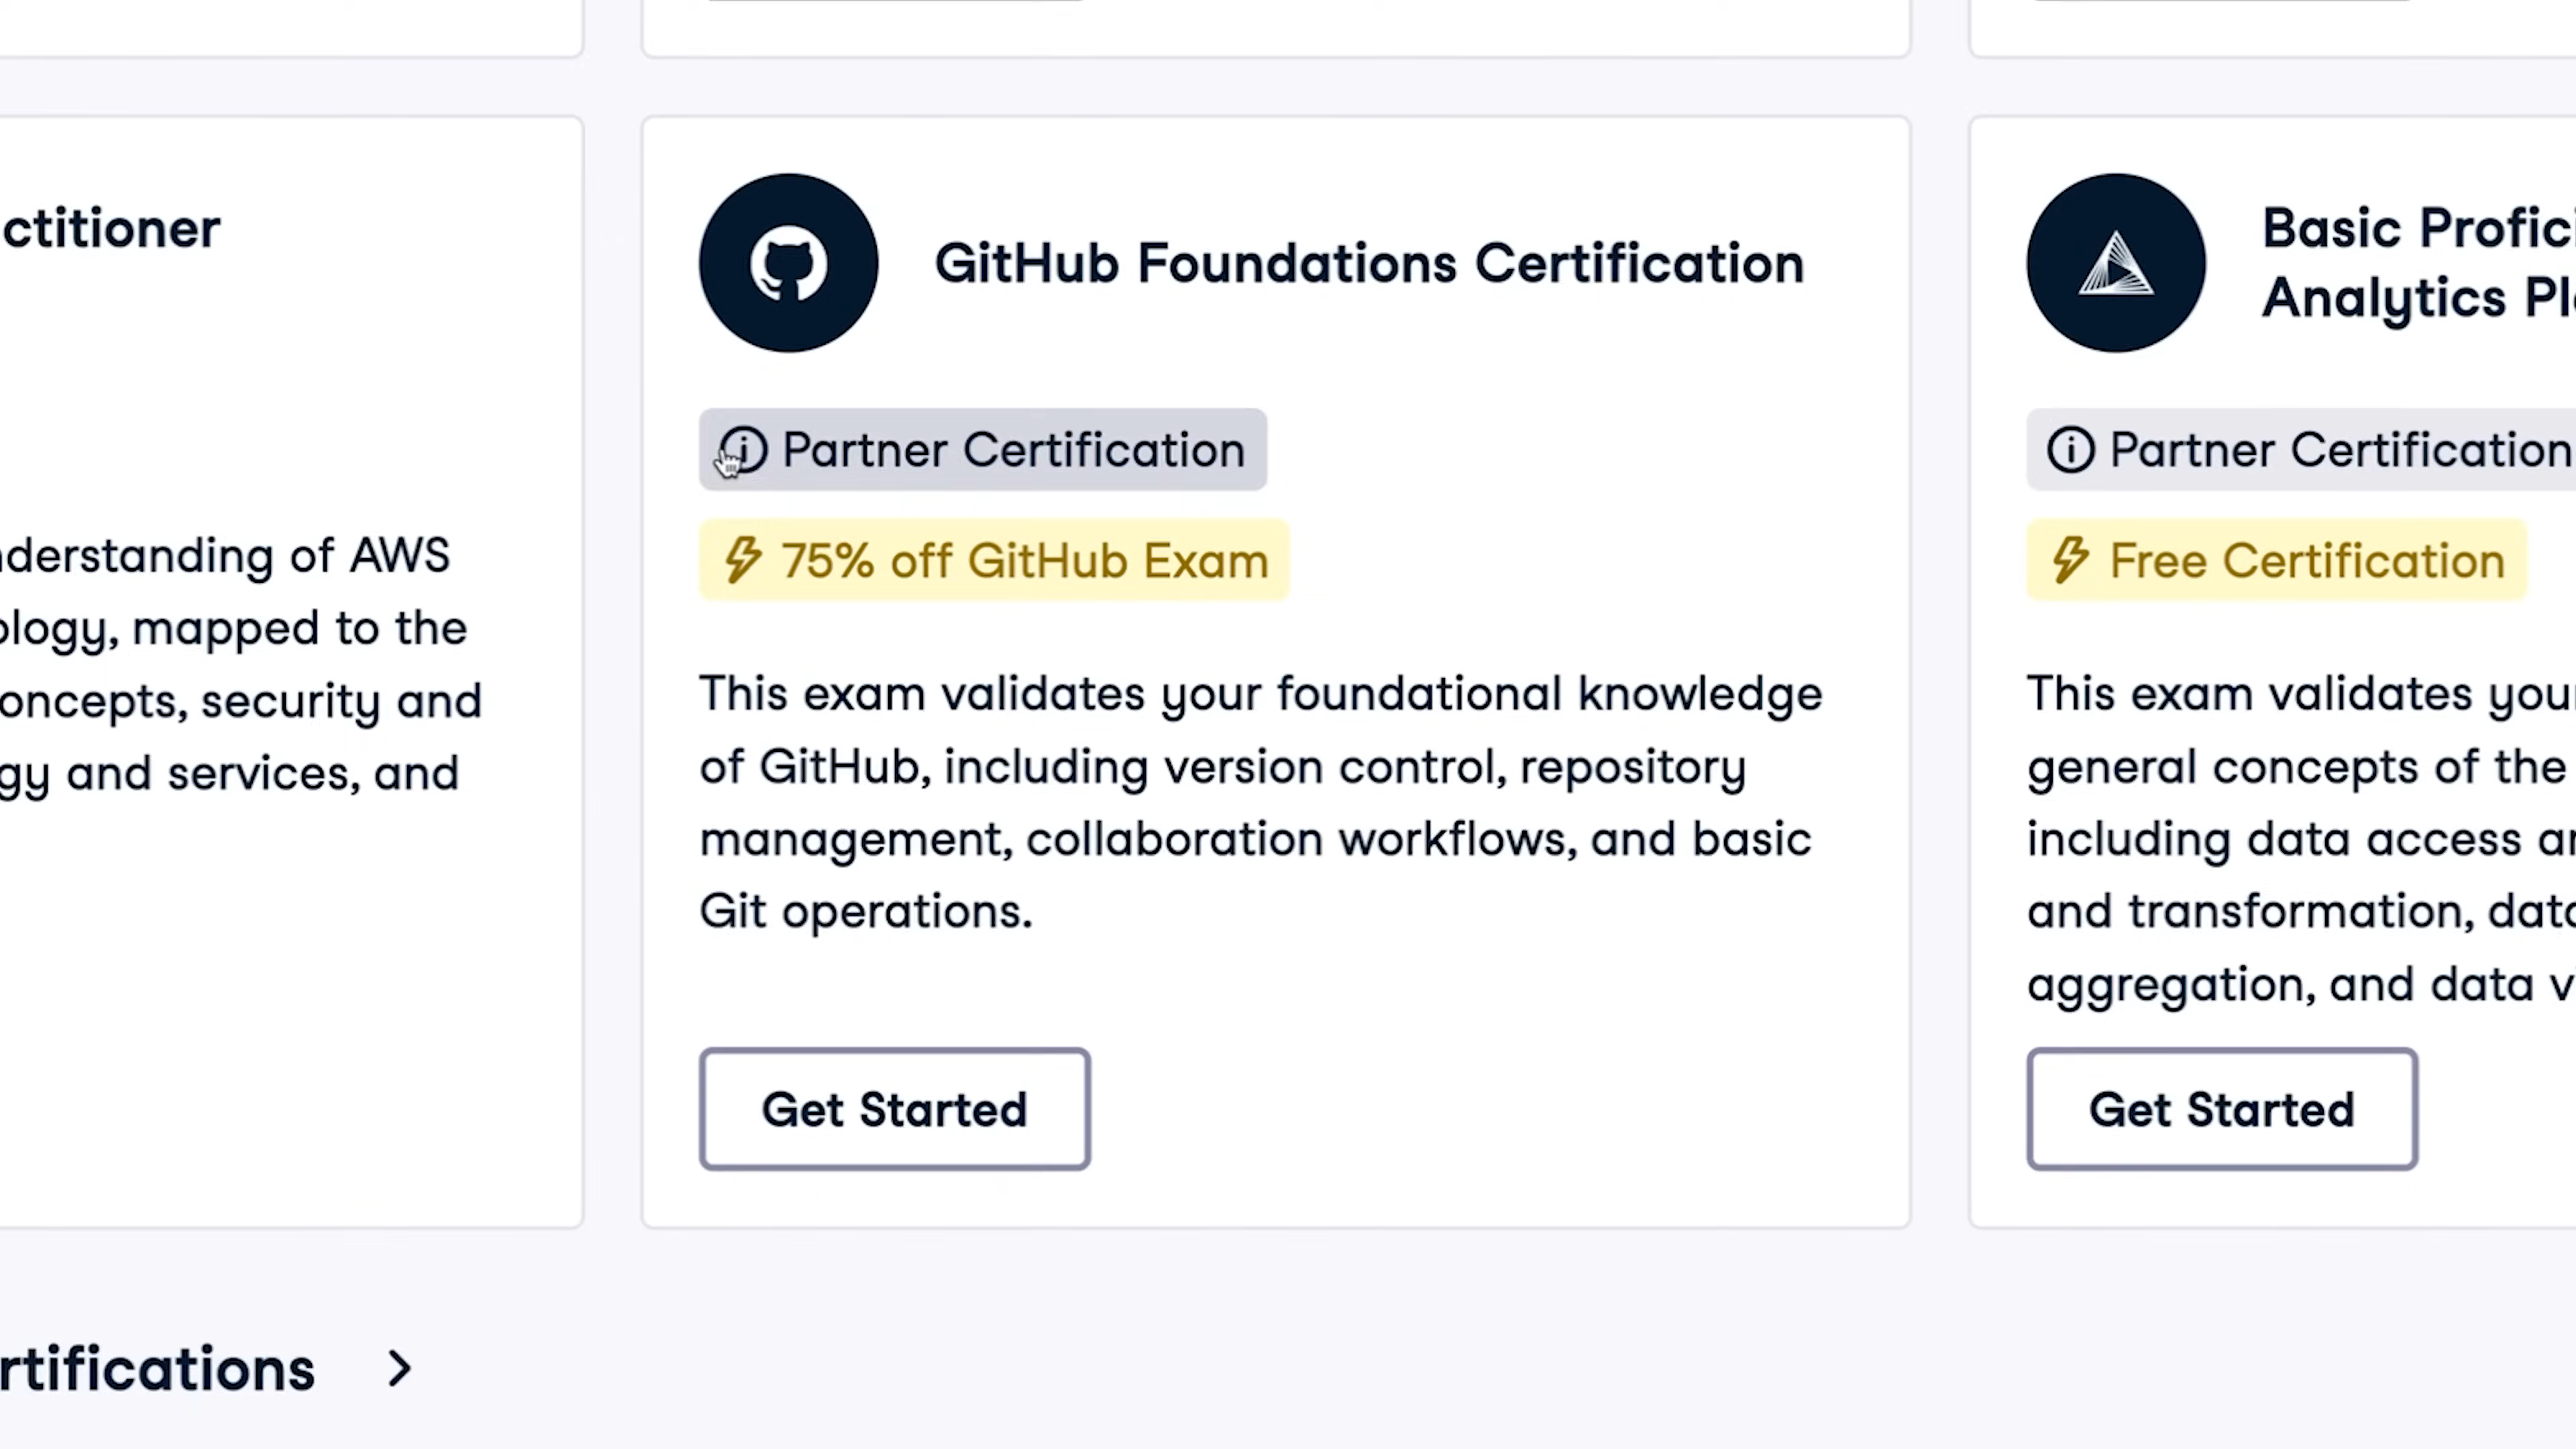 ctitioner
nderstanding of AWS
ology, mapped to the
oncepts, security and
gy and services, and
GitHub Foundations Certification
Partner Certification
75% off GitHub Exam
This exam validates your foundational knowledge
of GitHub, including version control, repository
management, collaboration workflows, and basic
Git operations.
Get Started
Basic Profici
Analytics Pl
Partner Certification
Free Certification
This exam validates you
general concepts of the
including data access a
and transformation, dat
aggregation, and data v
Get Started
rtifications